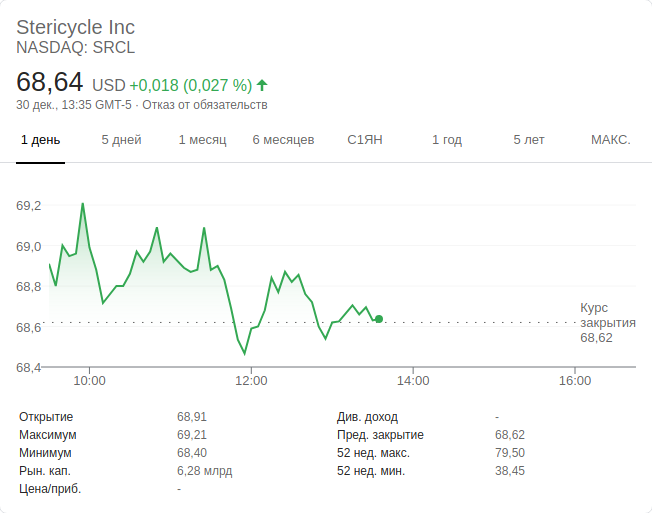 Stericycle Inc
NASDAQ: SRCL
68,64 USD +0,018 (0,027 %)
30 дек., 13:35 GMT-5 · Отказ от обязательств
1 день 5 дней 1 месяц 6 месяцев С1ЯН 1 год 5 лет МАКС.
69,2
69,0
68,8
68,6
68,4
Курс
закрытия
68,62
10:00 12:00 14:00 16:00
Открытие 68,91 Див. доход -
Максимум 69,21 Пред. закрытие 68,62
Минимум 68,40 52 нед. макс. 79,50
Рын. кап. 6,28 млрд 52 нед. мин. 38,45
Цена/приб. -